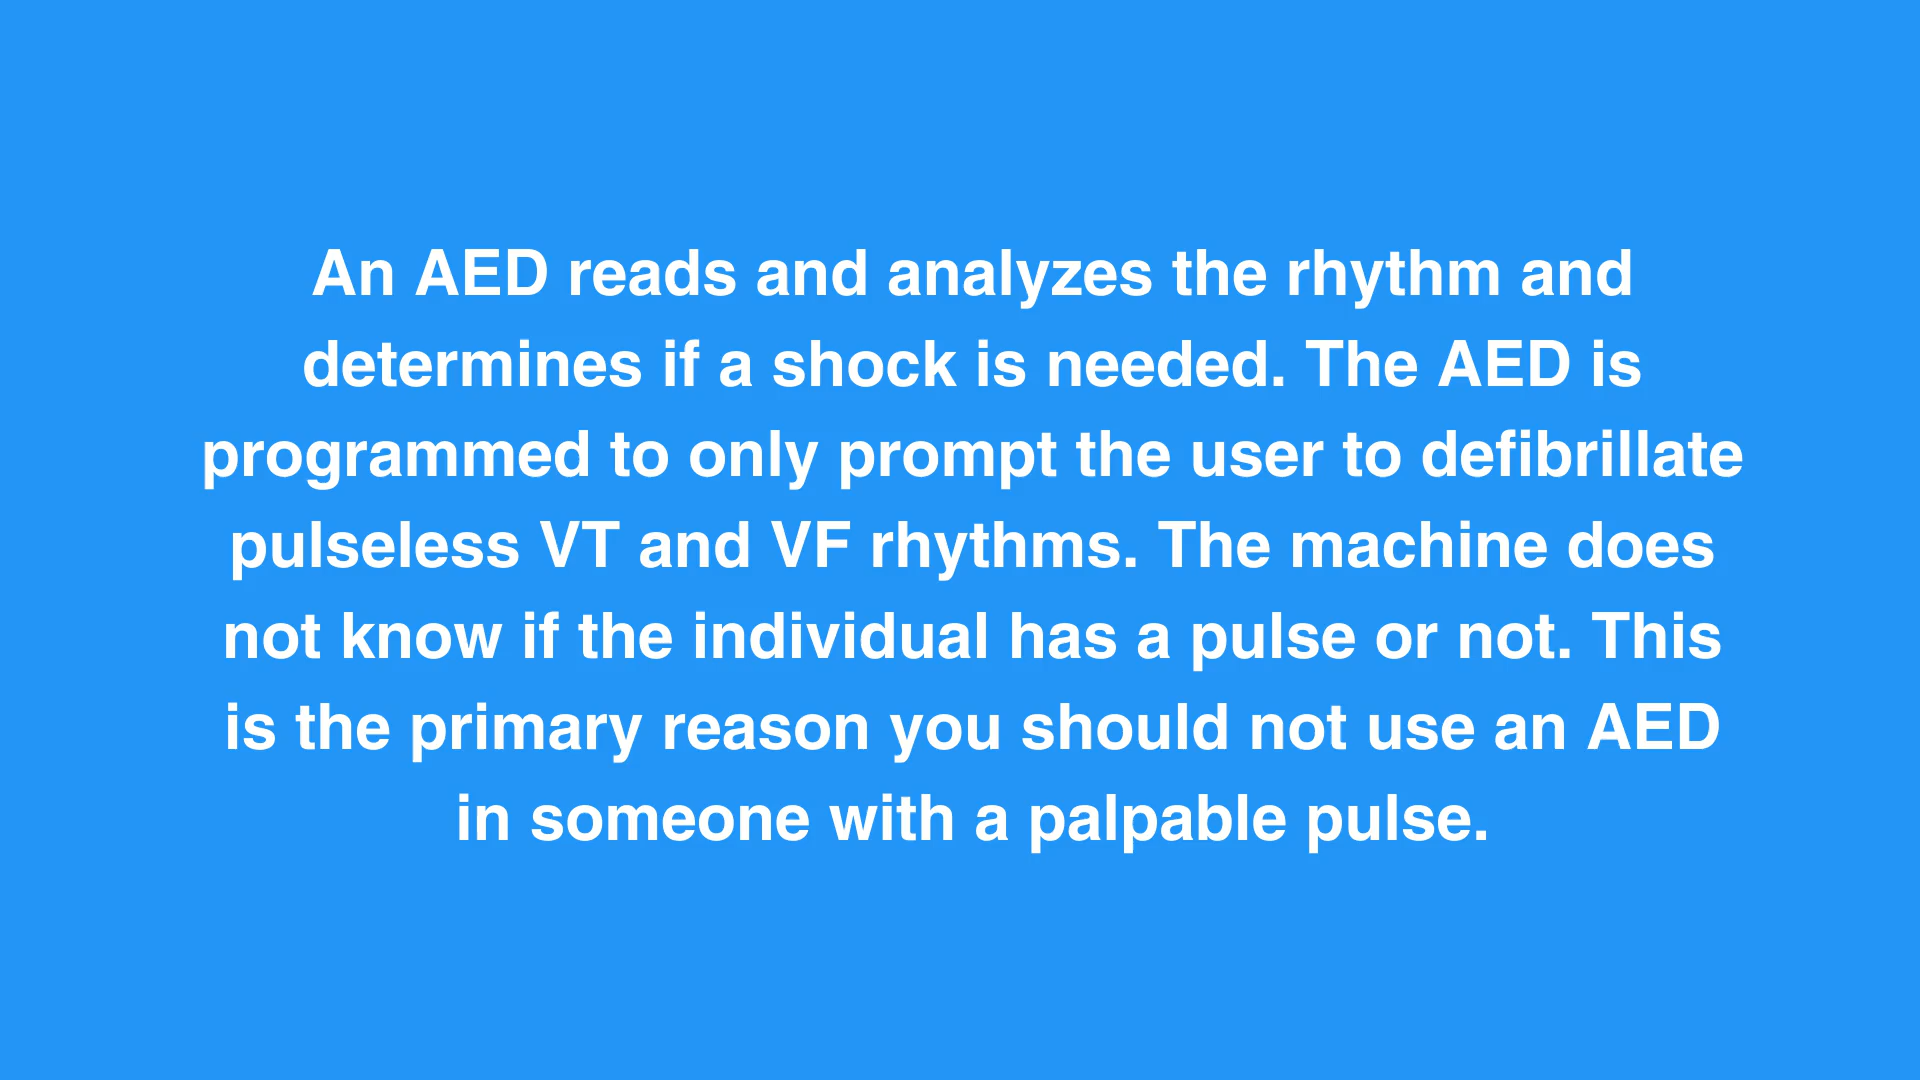 An AED reads and analyzes the rhythm and
determines if a shock is needed. The AED is
programmed to only prompt the user to defibrillate
pulseless VT and VF rhythms. The machine does
not know if the individual has a pulse or not. This
is the primary reason you should not use an AED
in someone with a palpable pulse.